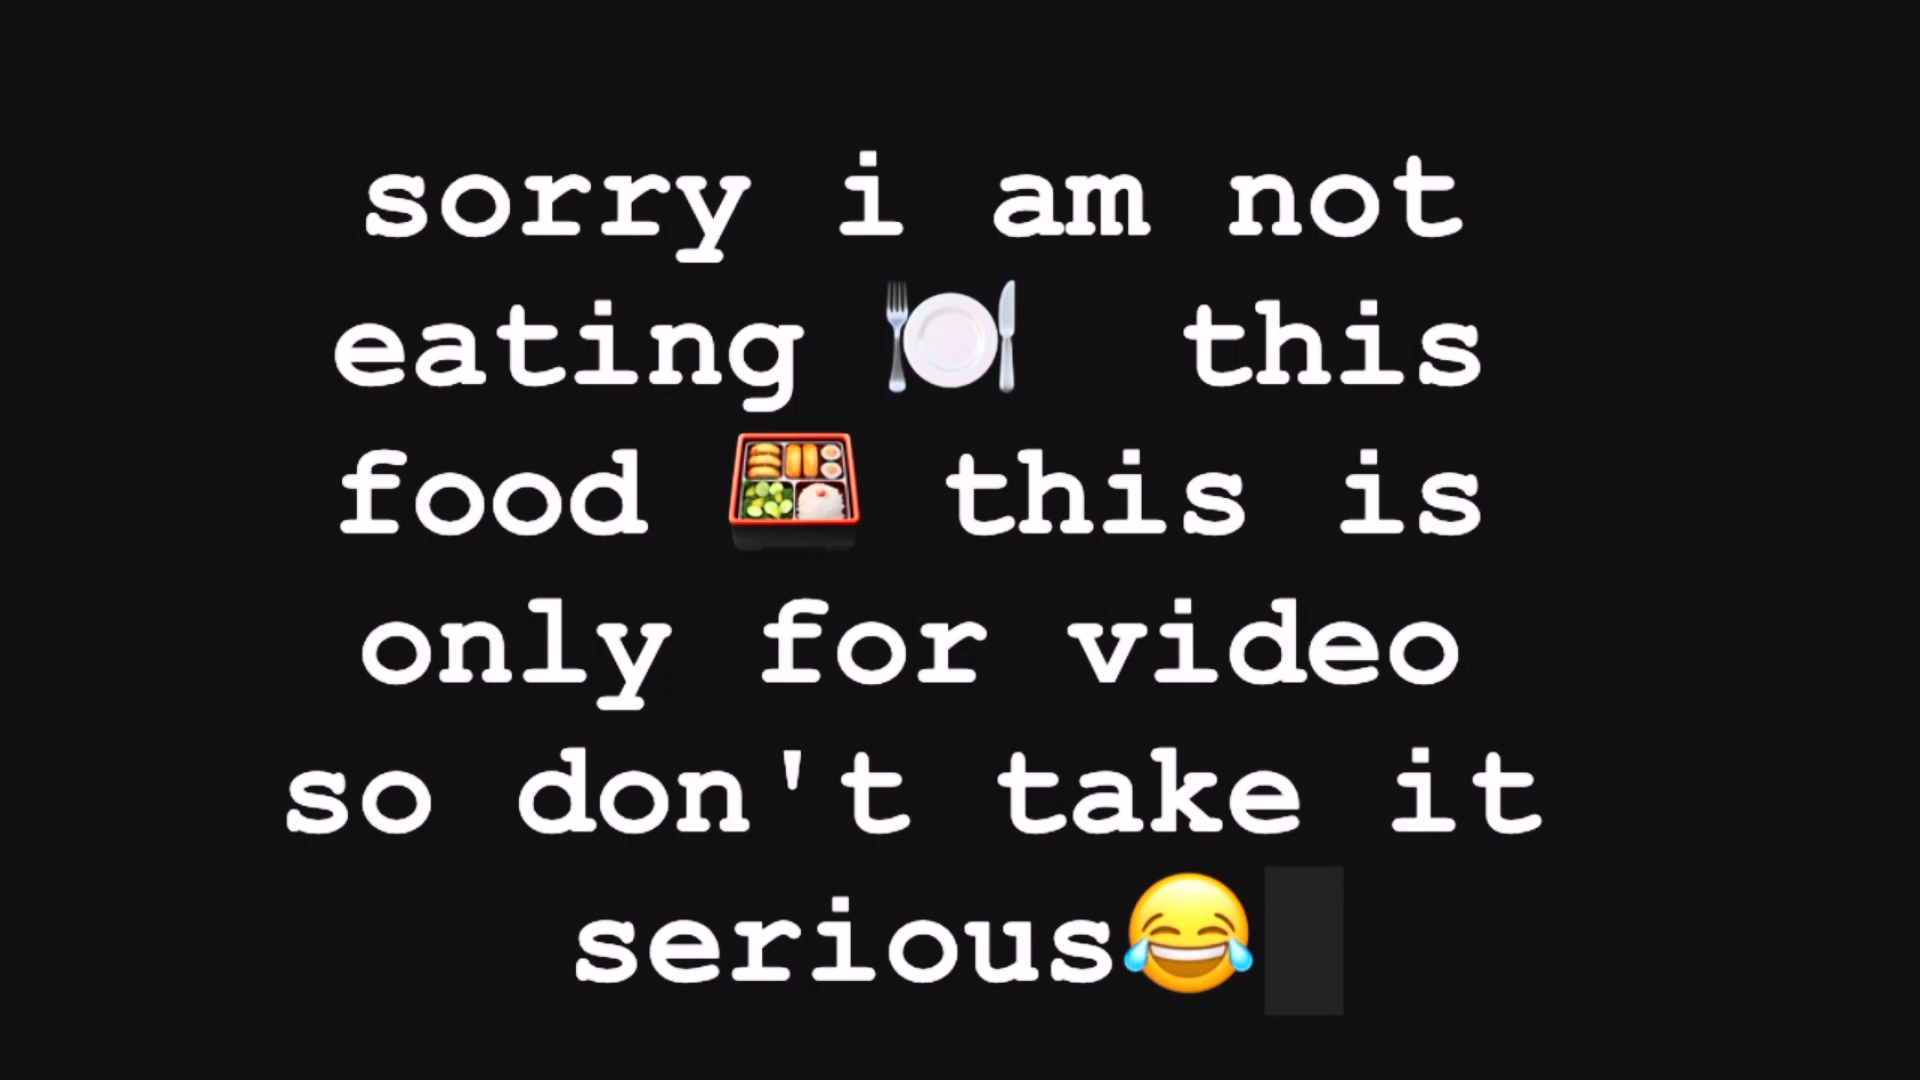 sorry i am not
eating 🍽️ this
food 🍱 this is
only for video
so don't take it
serious😂